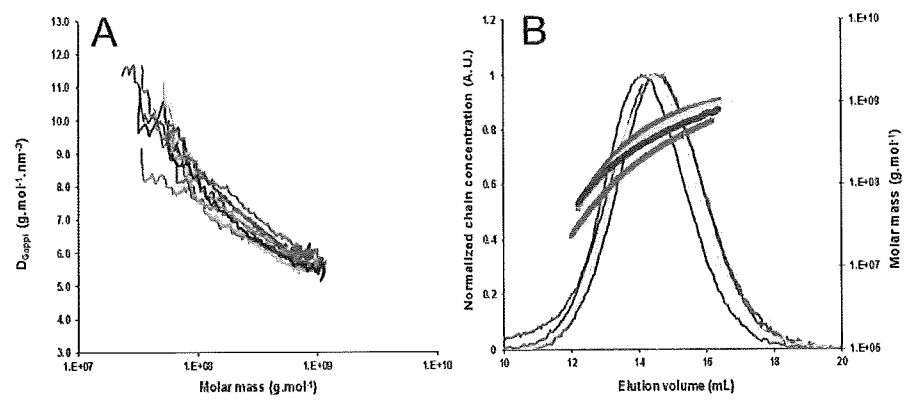 A
13.0
12.0
11.0
10.0
9.0
8.0
7.0
6.0
5.0
4.0
3.0
1.E+07
1.E+08
1.E+09
1.E+10
Molar mass (g.mol-1)
DGappi (g.mol-1.nm-3)
B
1,2
1
0,8
0,6
0,4
0,2
0
10
12
14
16
18
20
Elution volume (mL)
Normalized chain concentration (A.U.)
1.E+10
1.E+09
1.E+08
1.E+07
1.E+06
Molar mass (g.mol-1)